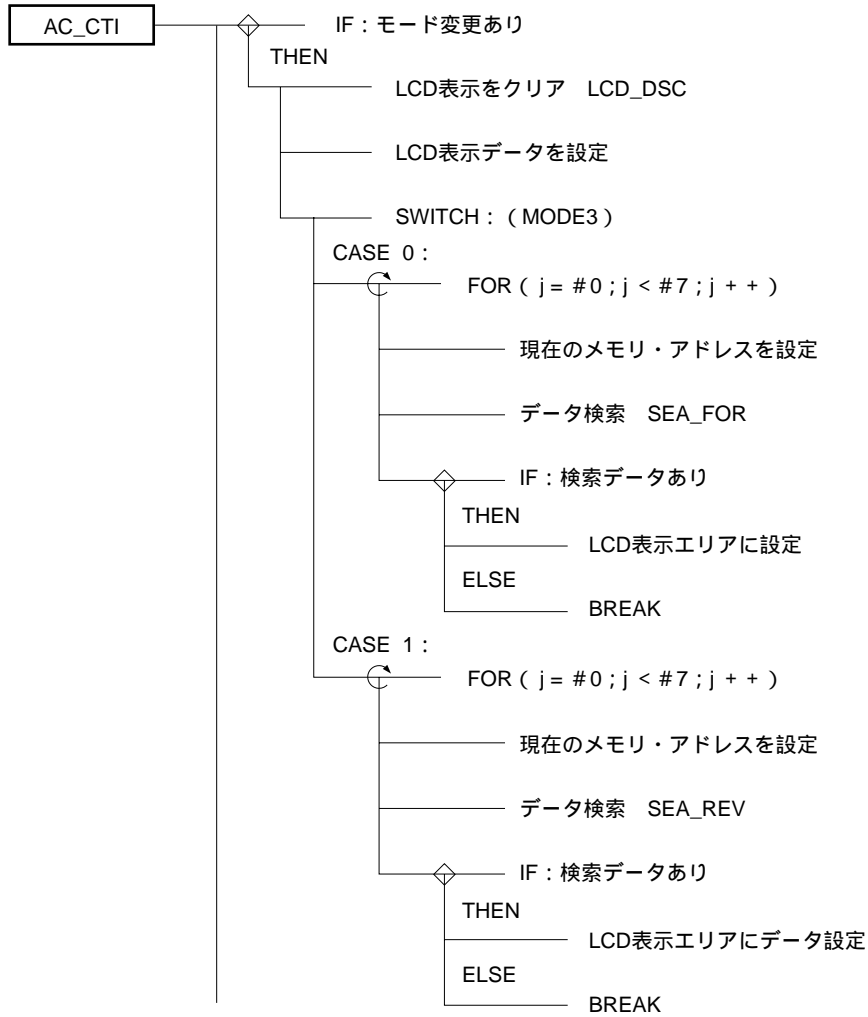 AC_CTI
IF：モード変更あり
THEN
LCD表示をクリア　LCD_DSC
LCD表示データを設定
SWITCH：（MODE3）
CASE 0：
FOR（j＝#0；j＜#7；j＋＋）
現在のメモリ・アドレスを設定
データ検索　SEA_FOR
IF：検索データあり
THEN
LCD表示エリアに設定
ELSE
BREAK
CASE 1：
FOR（j＝#0；j＜#7；j＋＋）
現在のメモリ・アドレスを設定
データ検索　SEA_REV
IF：検索データあり
THEN
LCD表示エリアにデータ設定
ELSE
BREAK